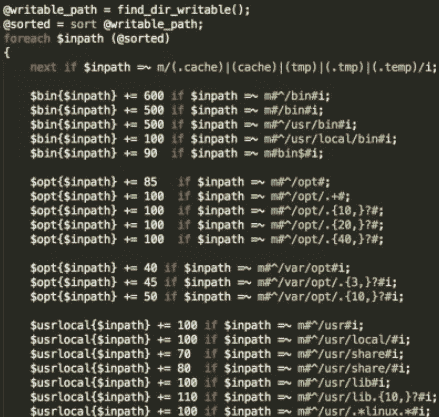 @writable_path = find_dir_writable();
@sorted = sort @writable_path;
foreach $inpath (@sorted)
{
next if $inpath =~ m/(.cache)|(cache)|(tmp)|(.tmp)|(.temp)/i;
$bin{$inpath} += 600 if $inpath =~ m#^/bin#i;
$bin{$inpath} += 500 if $inpath =~ m#/bin#i;
$bin{$inpath} += 500 if $inpath =~ m#^/usr/bin#i;
$bin{$inpath} += 100 if $inpath =~ m#^/usr/local/bin#i;
$bin{$inpath} += 90 if $inpath =~ m#bin$#i;
$opt{$inpath} += 85 if $inpath =~ m#^/opt#;
$opt{$inpath} += 100 if $inpath =~ m#^/opt/.+#;
$opt{$inpath} += 100 if $inpath =~ m#^/opt/.{10,}?#;
$opt{$inpath} += 100 if $inpath =~ m#^/opt/.{20,}?#;
$opt{$inpath} += 100 if $inpath =~ m#^/opt/.{40,}?#;
$opt{$inpath} += 40 if $inpath =~ m#^/var/opt#i;
$opt{$inpath} += 45 if $inpath =~ m#^/var/opt/.{3,}?#i;
$opt{$inpath} += 50 if $inpath =~ m#^/var/opt/.{10,}?#i;
$usrlocal{$inpath} += 100 if $inpath =~ m#^/usr#i;
$usrlocal{$inpath} += 100 if $inpath =~ m#^/usr/local/#i;
$usrlocal{$inpath} += 70 if $inpath =~ m#^/usr/share#i;
$usrlocal{$inpath} += 80 if $inpath =~ m#^/usr/share/#i;
$usrlocal{$inpath} += 100 if $inpath =~ m#^/usr/lib#i;
$usrlocal{$inpath} += 110 if $inpath =~ m#^/usr/lib.{10,}?#i;
$usrlocal{$inpath} += 100 if $inpath =~ m#^/usr.*linux.*#i;